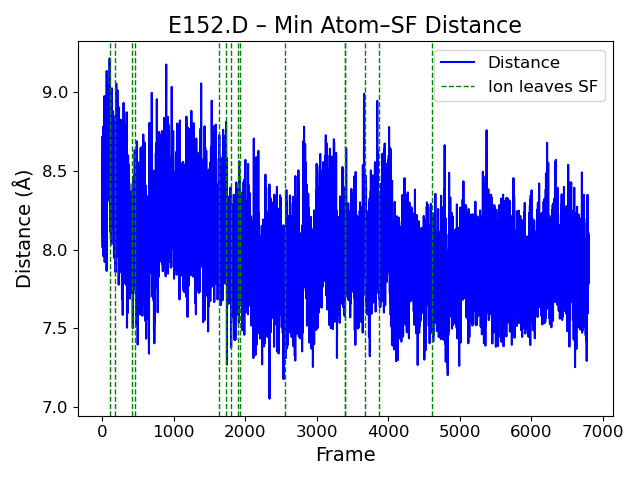 E152.D – Min Atom–SF Distance
Distance
Ion leaves SF
Distance (Å)
9.0
8.5
8.0
7.5
7.0
0 1000 2000 3000 4000 5000 6000 7000
Frame